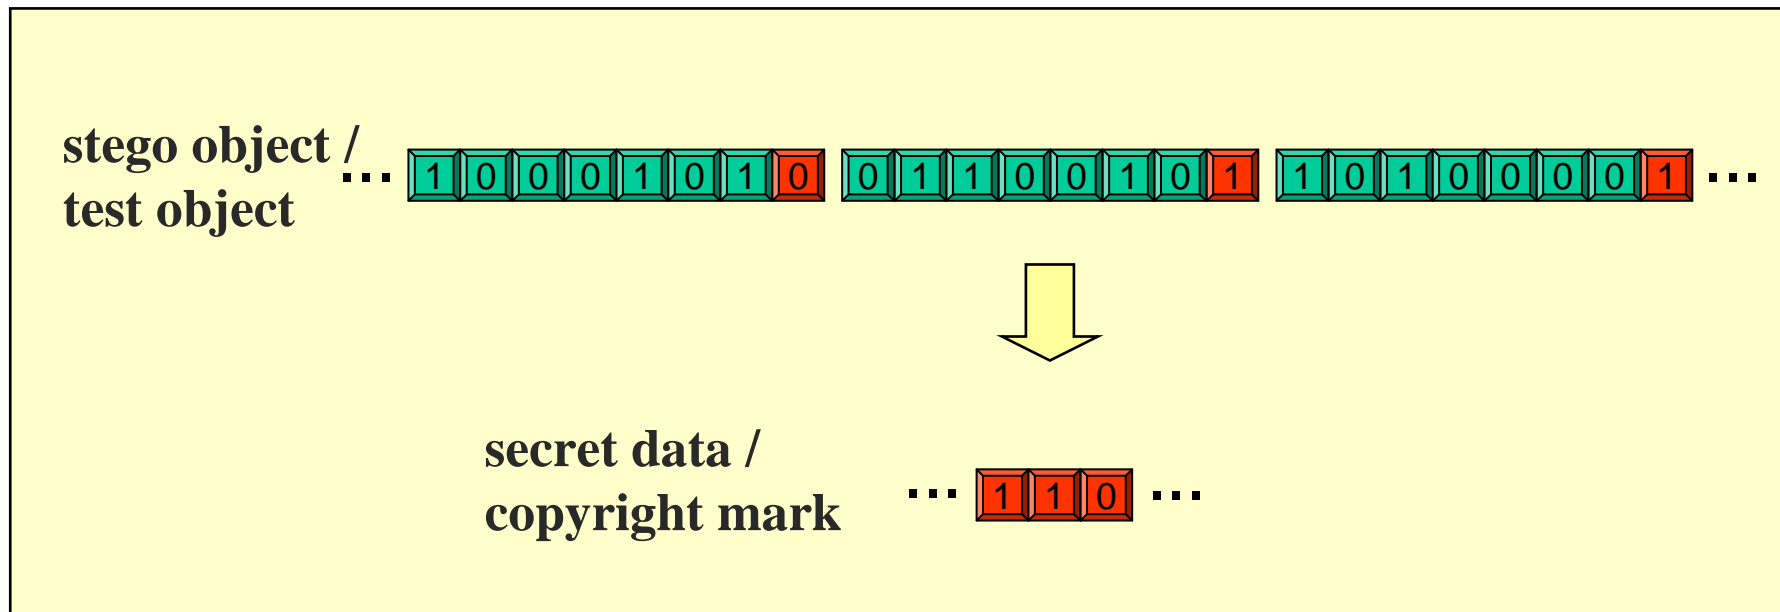 stego object /
test object
... 1 0 0 0 1 0 1 0 0 1 1 0 0 1 0 1 1 0 1 0 0 0 0 1 ...
secret data /
copyright mark
... 1 1 0 ...